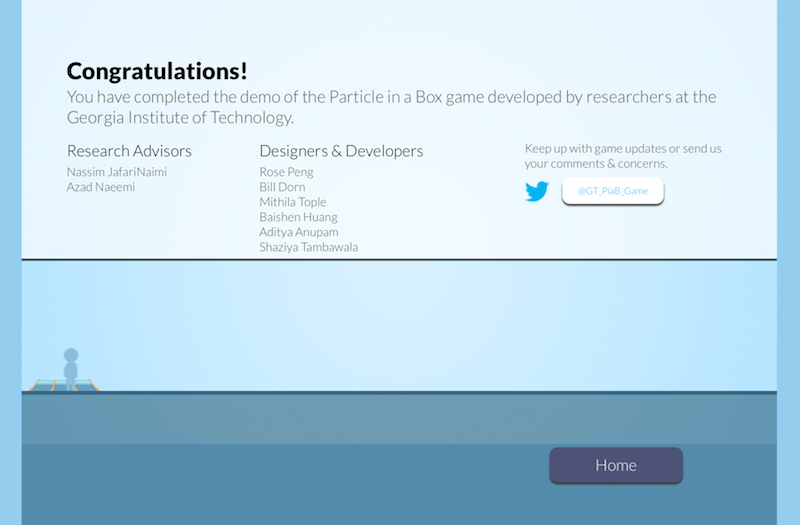 Congratulations!
You have completed the demo of the Particle in a Box game developed by researchers at the
Georgia Institute of Technology.
Research Advisors
Nassim JafariNaimi
Azad Naeemi
Designers & Developers
Rose Peng
Bill Dorn
Mithila Tople
Baishen Huang
Aditya Anupam
Shaziya Tambawala
Keep up with game updates or send us
your comments & concerns.
@GT_PiaB_Game
Home